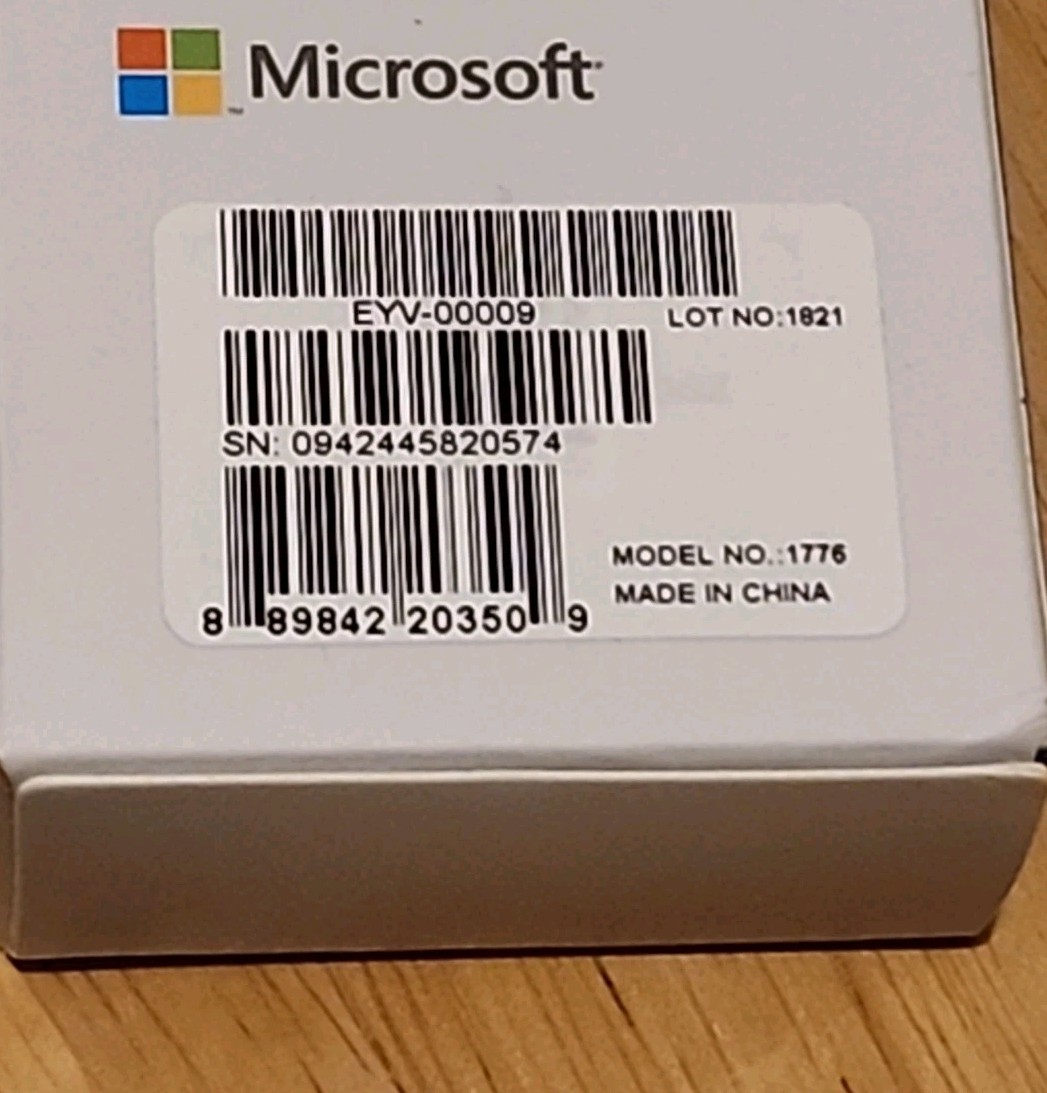 Microsoft
EYV-00009
LOT NO:1821
SN: 0942445820574
MODEL NO.:1776
MADE IN CHINA
8 89842 20350 9